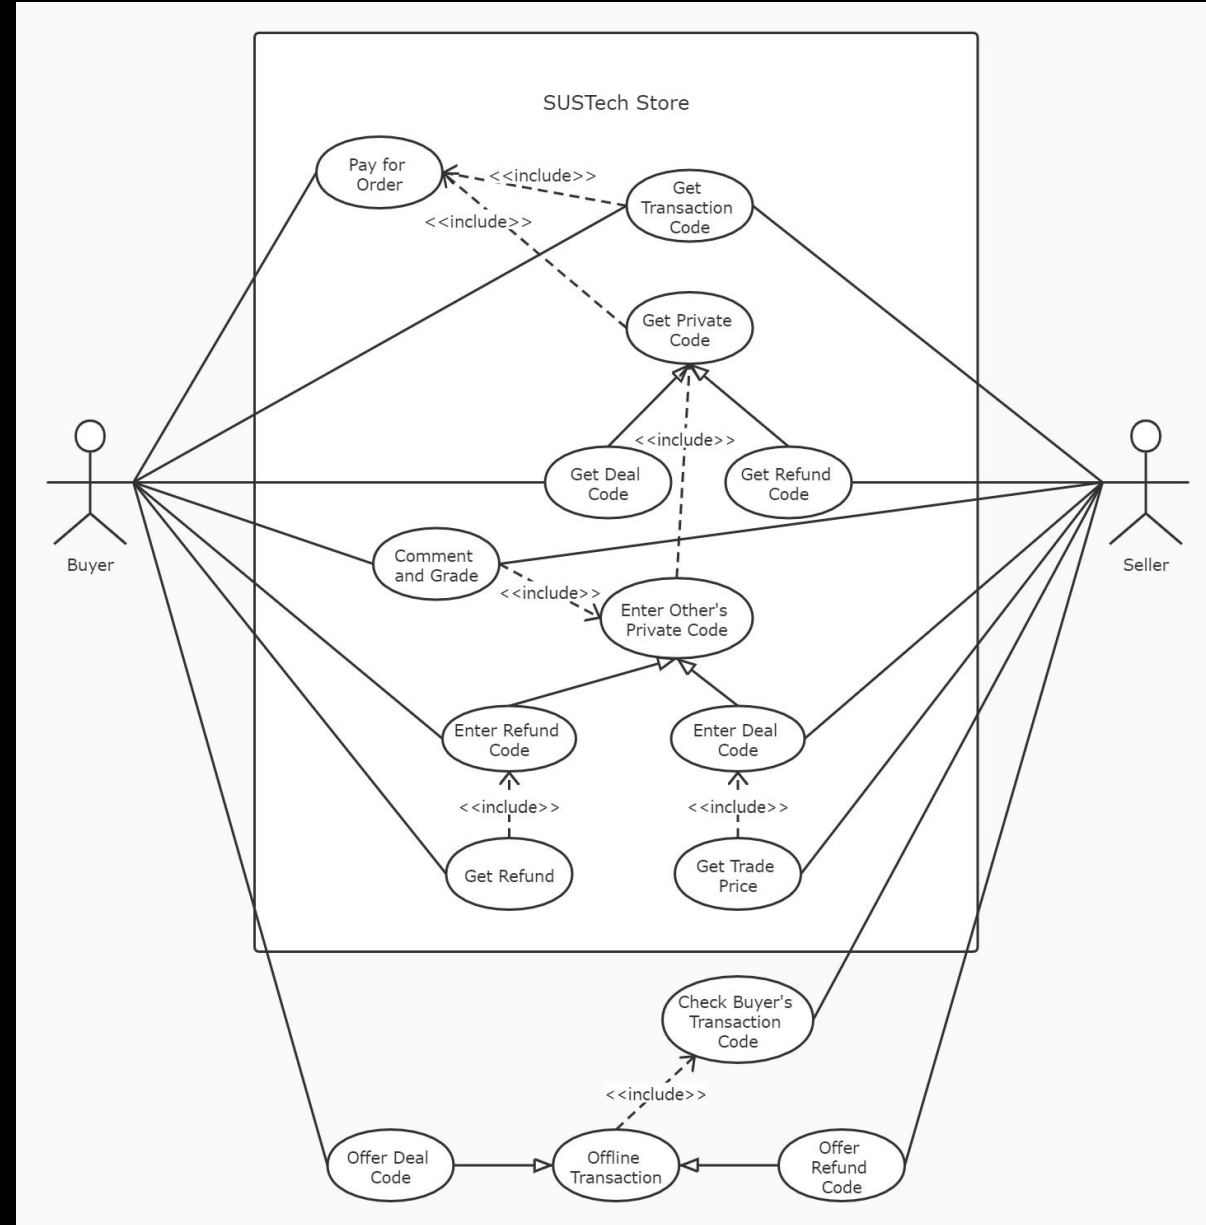 SUSTech Store
Pay for
Order
<<include>>
Get
Transaction
Code
<<include>>
Get Private
Code
<<include>>
Get Deal
Code
Get Refund
Code
Buyer
Seller
Comment
and Grade
<<include>>
Enter Other's
Private Code
Enter Refund
Code
Enter Deal
Code
<<include>>
<<include>>
Get Refund
Get Trade
Price
Check Buyer's
Transaction
Code
<<include>>
Offer Deal
Code
Offline
Transaction
Offer
Refund
Code